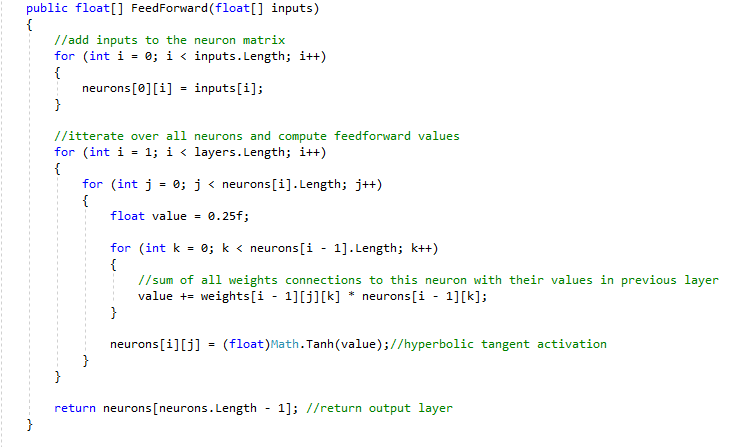 public float[] FeedForward(float[] inputs)
{
//add inputs to the neuron matrix
for (int i = 0; i < inputs.Length; i++)
{
neurons[0][i] = inputs[i];
}
//itterate over all neurons and compute feedforward values
for (int i = 1; i < layers.Length; i++)
{
for (int j = 0; j < neurons[i].Length; j++)
{
float value = 0.25f;
for (int k = 0; k < neurons[i - 1].Length; k++)
{
//sum of all weights connections to this neuron with their values in previous layer
value += weights[i - 1][j][k] * neurons[i - 1][k];
}
neurons[i][j] = (float)Math.Tanh(value);//hyperbolic tangent activation
}
}
return neurons[neurons.Length - 1]; //return output layer
}